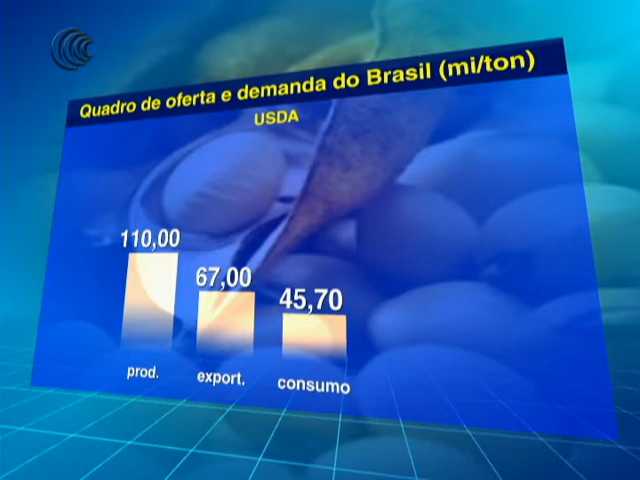 Quadro de oferta e demanda do Brasil (mi/ton)
USDA
110,00
67,00
45,70
prod.
export.
consumo